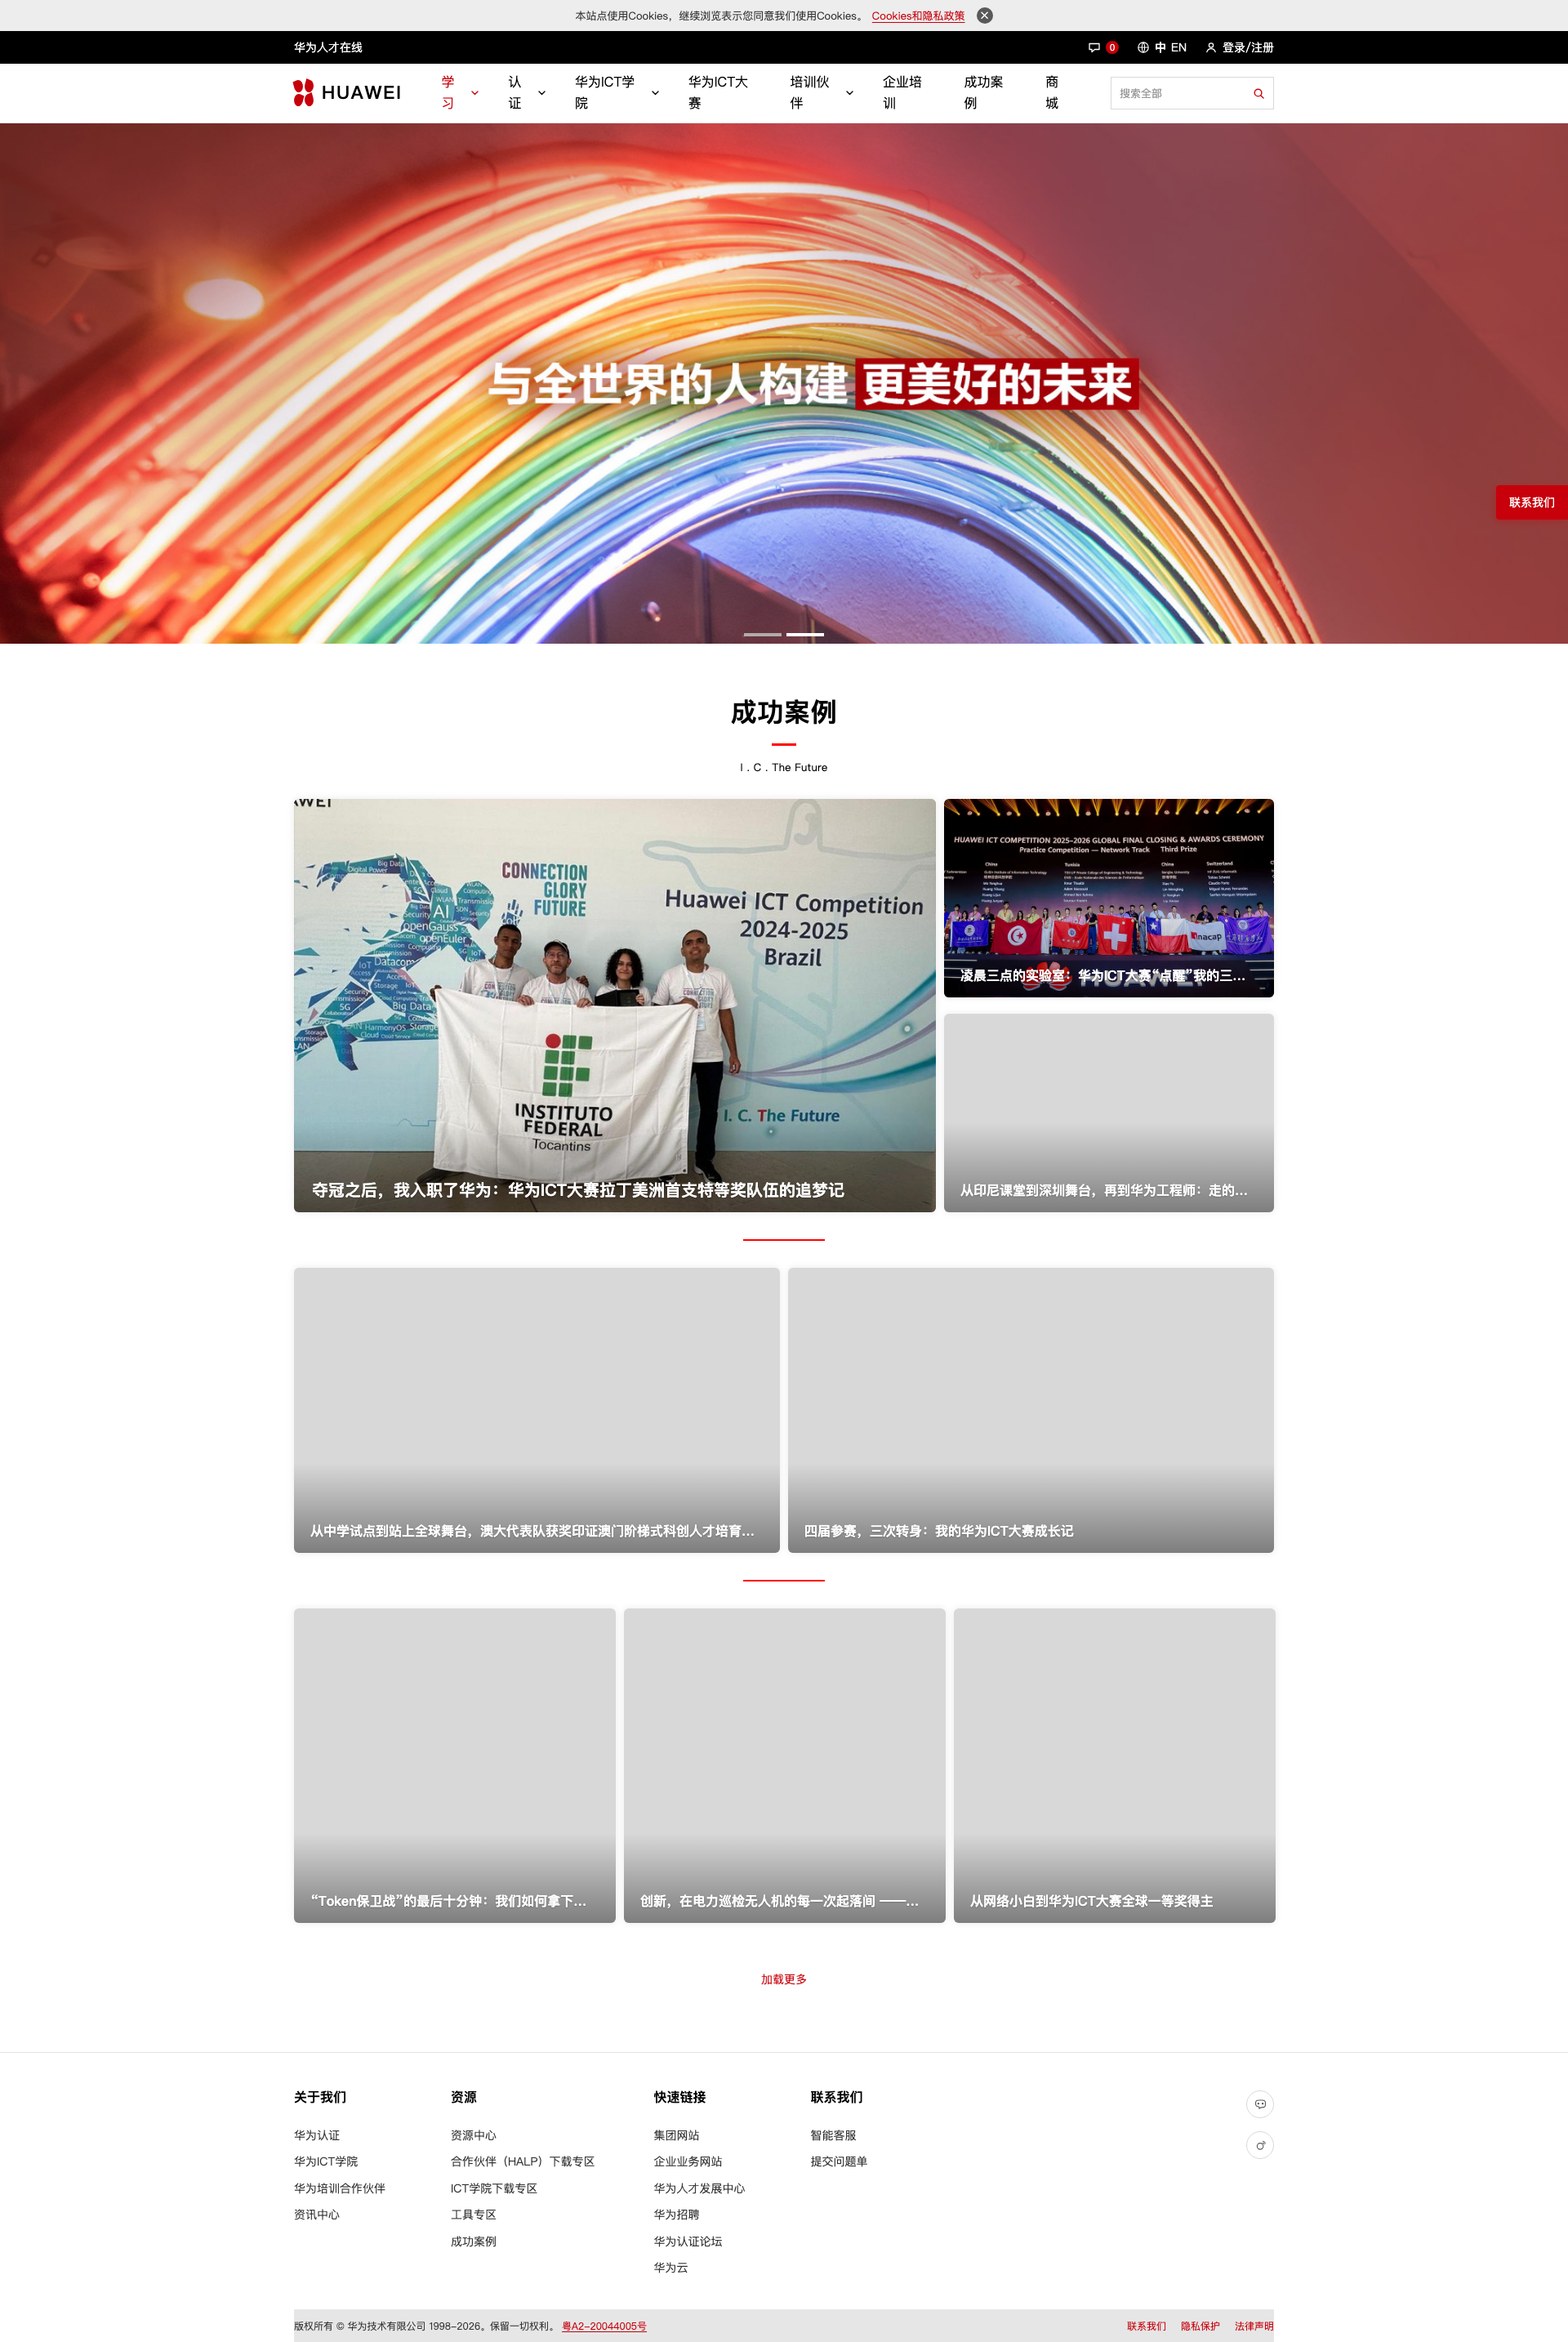 本站点使用Cookies，继续浏览表示您同意我们使用Cookies。 Cookies和隐私政策
华为人才在线
0
中 EN
登录/注册
HUAWEI
学习
认证
华为ICT学院
华为ICT大赛
培训伙伴
企业培训
成功案例
商城
搜索全部
与全世界的人构建 更美好的未来
联系我们
成功案例
I . C . The Future
CONNECTION
GLORY
FUTURE
Huawei ICT Competition
2024-2025
Brazil
INSTITUTO
FEDERAL
Tocantins
I. C. The Future
夺冠之后，我入职了华为：华为ICT大赛拉丁美洲首支特等奖队伍的追梦记
HUAWEI ICT COMPETITION 2025-2026 GLOBAL FINAL CLOSING & AWARDS CEREMONY
Practice Competition — Network Track Third Prize
China Tunisia China Switzerland
inacap
HUAWEI
凌晨三点的实验室：华为ICT大赛“点醒”我的三...
从印尼课堂到深圳舞台，再到华为工程师：走的...
从中学试点到站上全球舞台，澳大代表队获奖印证澳门阶梯式科创人才培育...
四届参赛，三次转身：我的华为ICT大赛成长记
“Token保卫战”的最后十分钟：我们如何拿下...
创新，在电力巡检无人机的每一次起落间 ——...
从网络小白到华为ICT大赛全球一等奖得主
加载更多
关于我们
华为认证
华为ICT学院
华为培训合作伙伴
资讯中心
资源
资源中心
合作伙伴（HALP）下载专区
ICT学院下载专区
工具专区
成功案例
快速链接
集团网站
企业业务网站
华为人才发展中心
华为招聘
华为认证论坛
华为云
联系我们
智能客服
提交问题单
版权所有 © 华为技术有限公司 1998-2026。保留一切权利。 粤A2-20044005号
联系我们 隐私保护 法律声明